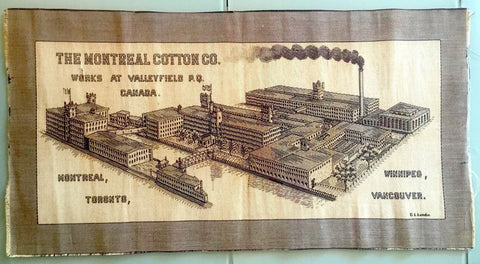 THE MONTREAL COTTON CO.
WORKS AT VALLEYFIELD P.Q.
CANADA.
MONTREAL,
TORONTO,
WINNIPEG,
VANCOUVER.